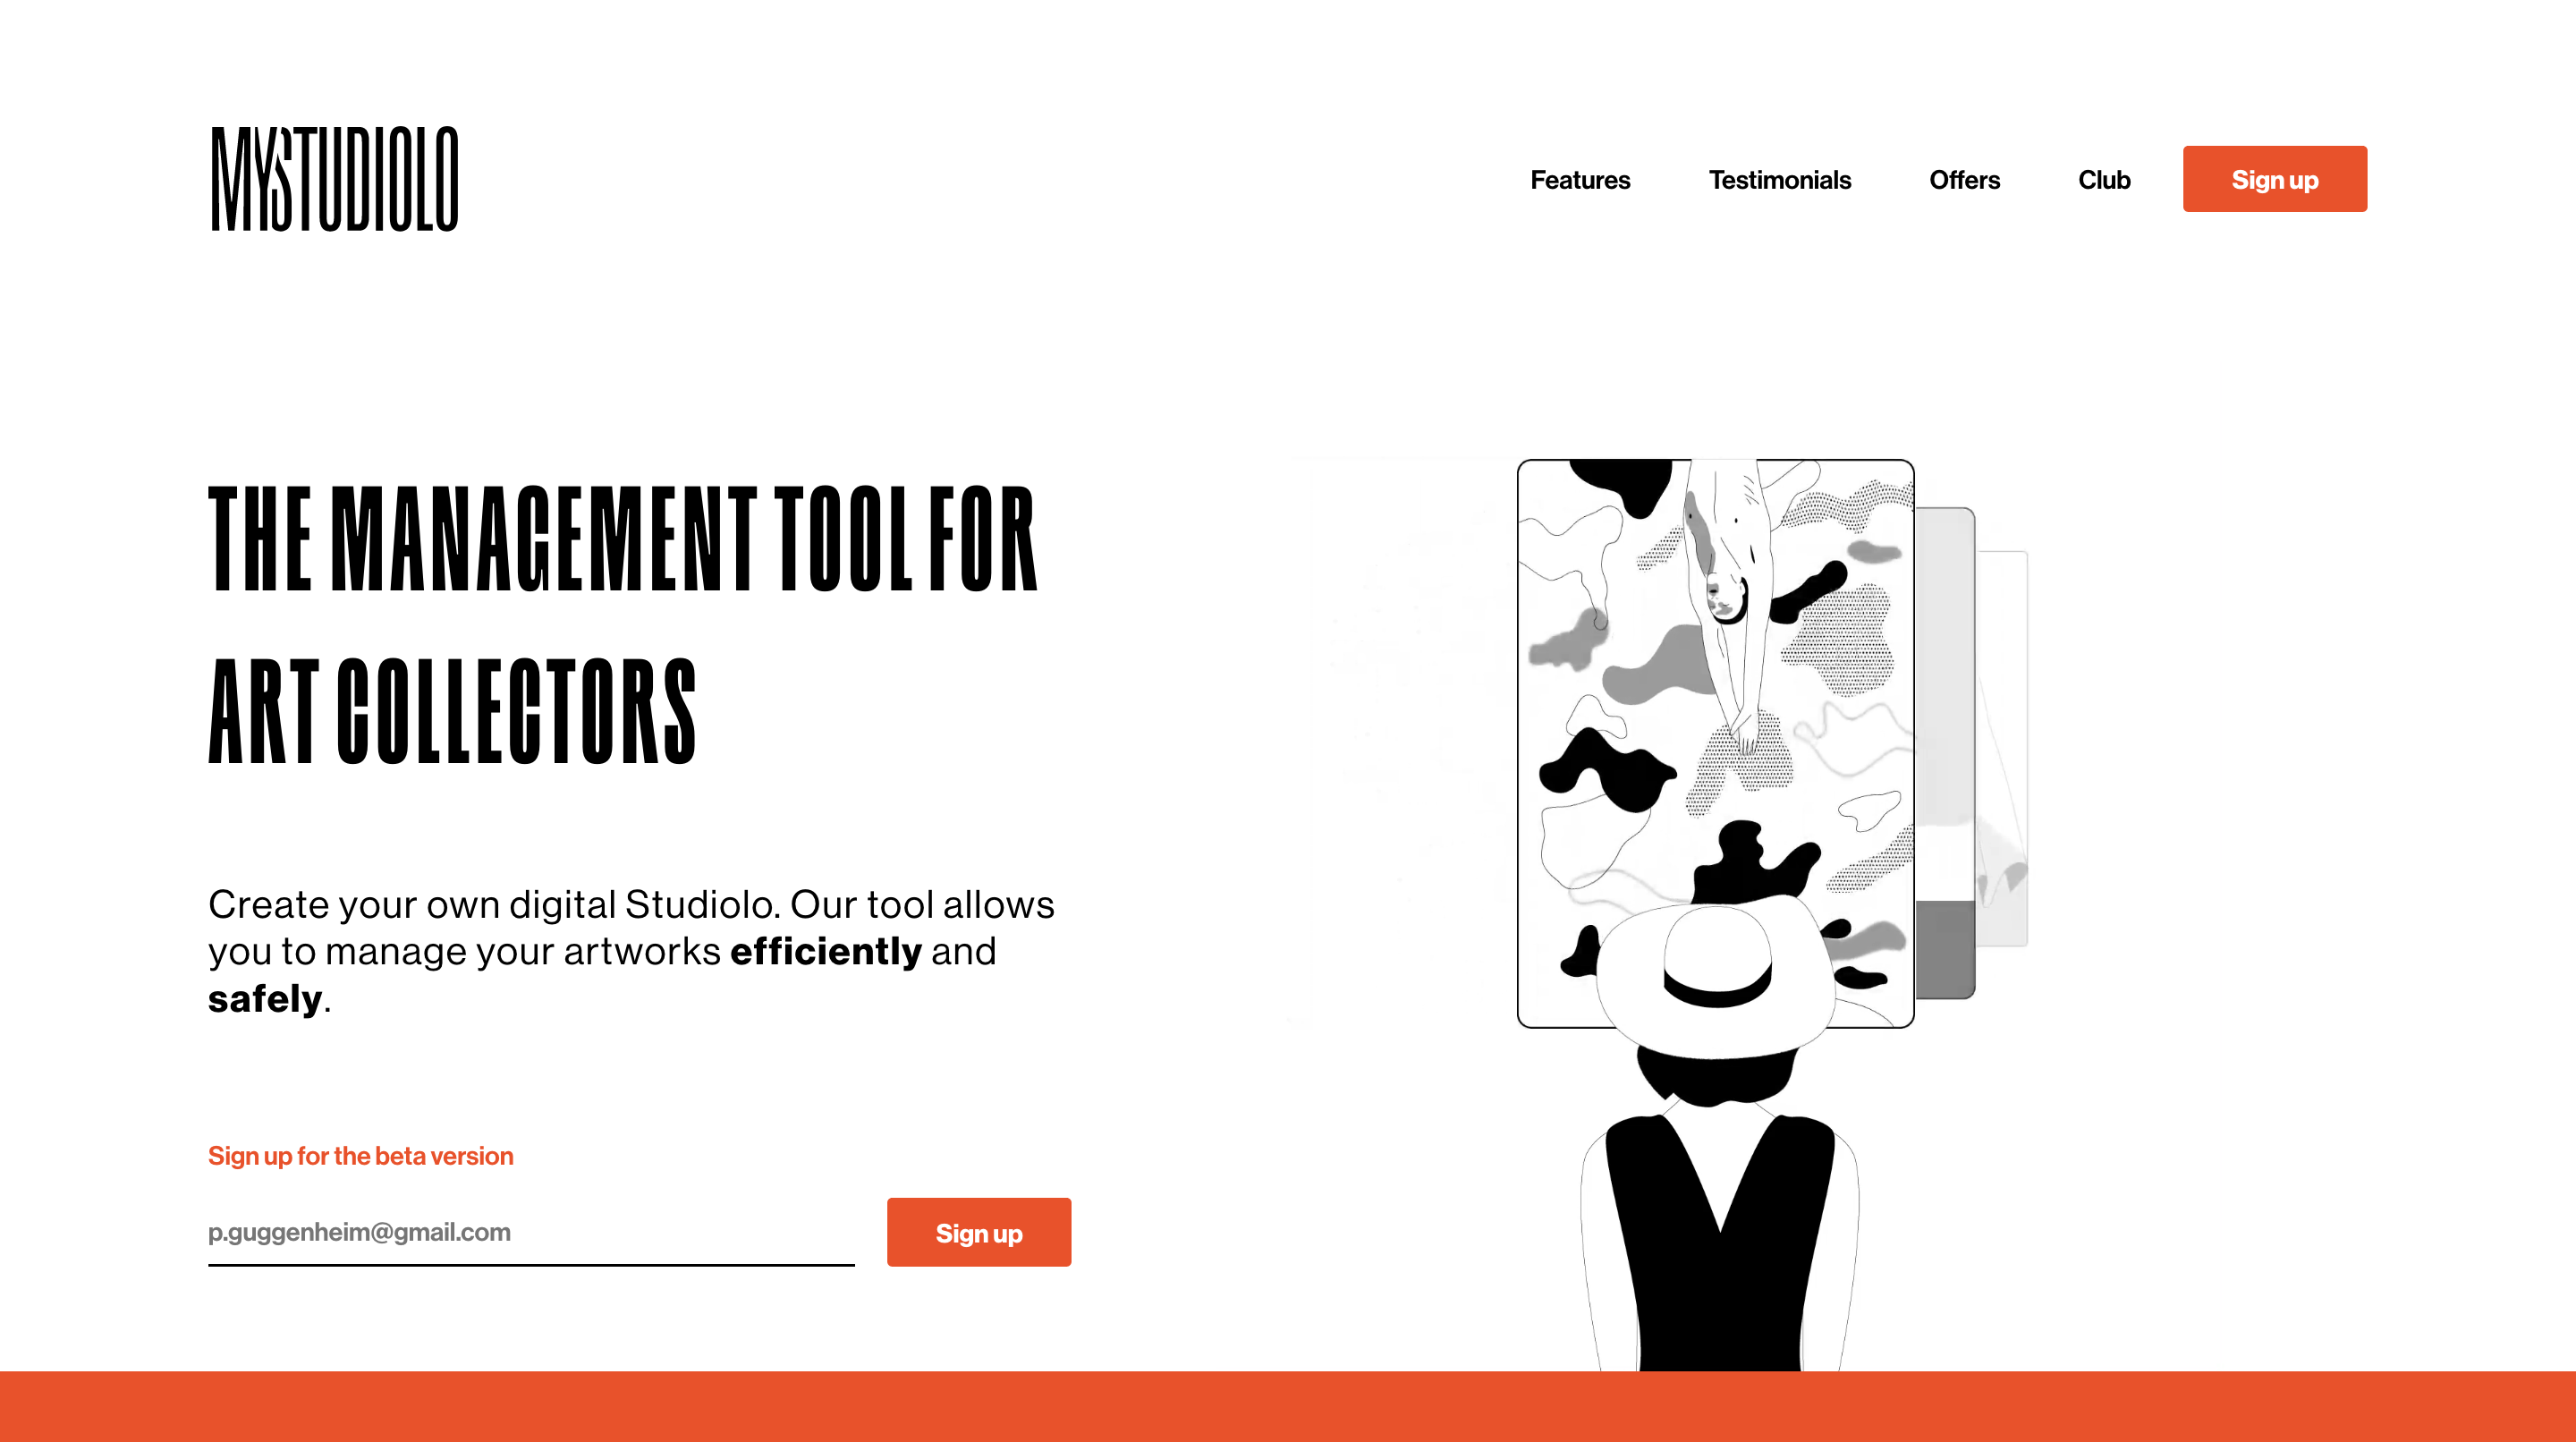 MYSTUDIOLO
Features Testimonials Offers Club Sign up
THE MANAGEMENT TOOL FOR
ART COLLECTORS
Create your own digital Studiolo. Our tool allows
you to manage your artworks efficiently and
safely.
Sign up for the beta version
p.guggenheim@gmail.com
Sign up